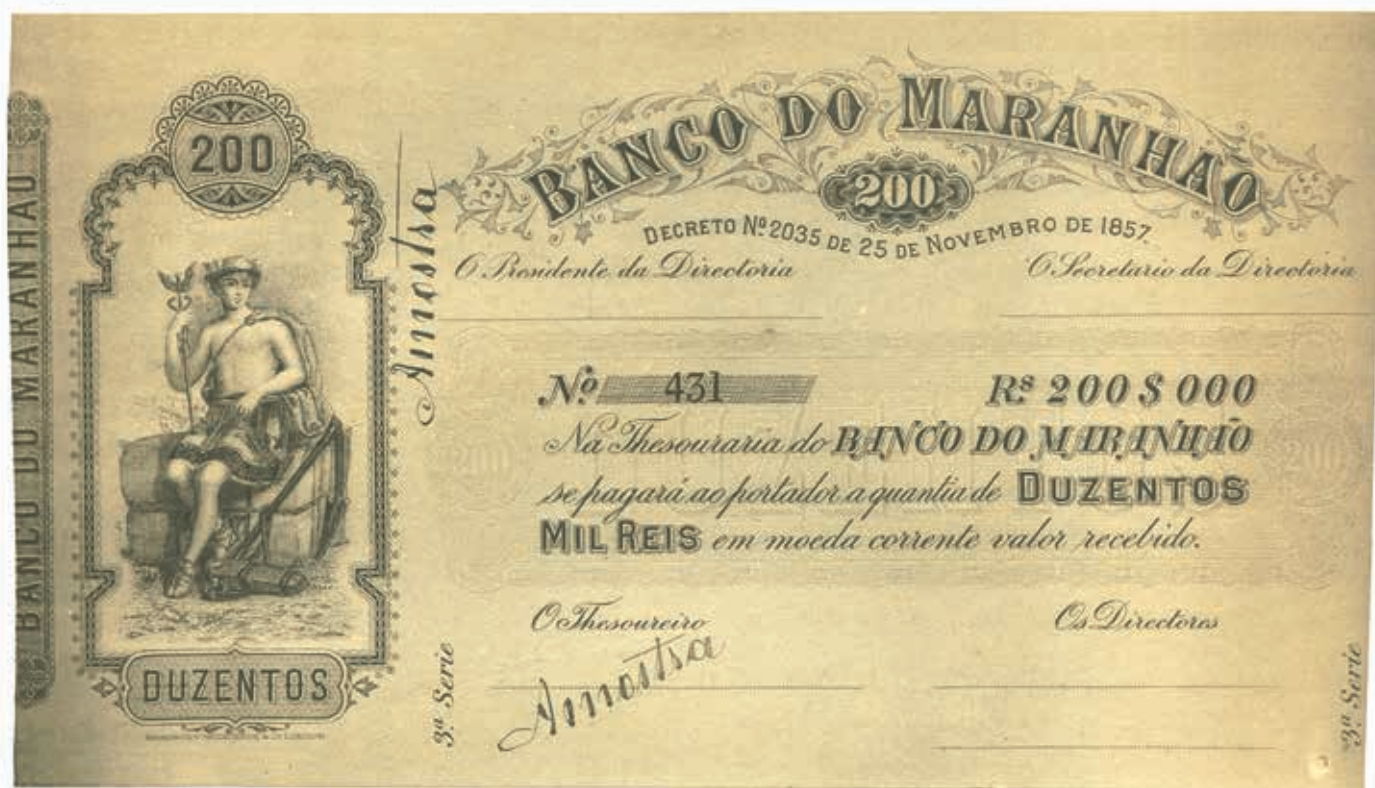 BANCO DO MARANHÃO
200
DUZENTOS
Amostra
BANCO DO MARANHÃO
200
DECRETO Nº 2035 DE 25 DE NOVEMBRO DE 1857
O Presidente da Directoria
O Secretario da Directoria
Nº 431
Rs 200$000
Na Thesouraria do BANCO DO MARANHÃO
se pagará ao portador a quantia de DUZENTOS
MIL REIS em moeda corrente valor recebido.
200
200
O Thesoureiro
Os Directores
Amostra
3ª Serie
3ª Serie